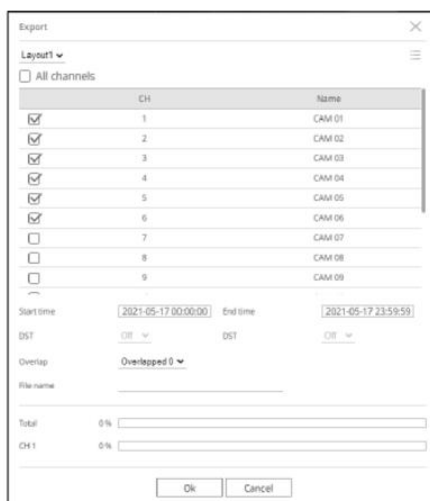 Export
Layout1
All channels
CH Name
1 CAM 01
2 CAM 02
3 CAM 03
4 CAM 04
5 CAM 05
6 CAM 06
7 CAM 07
8 CAM 08
9 CAM 09
Start time 2021-05-17 00:00:00 End time 2021-05-17 23:59:59
DST Off DST Off
Overlap Overlapped 0
File name
Total 0 %
CH 1 0 %
Ok Cancel